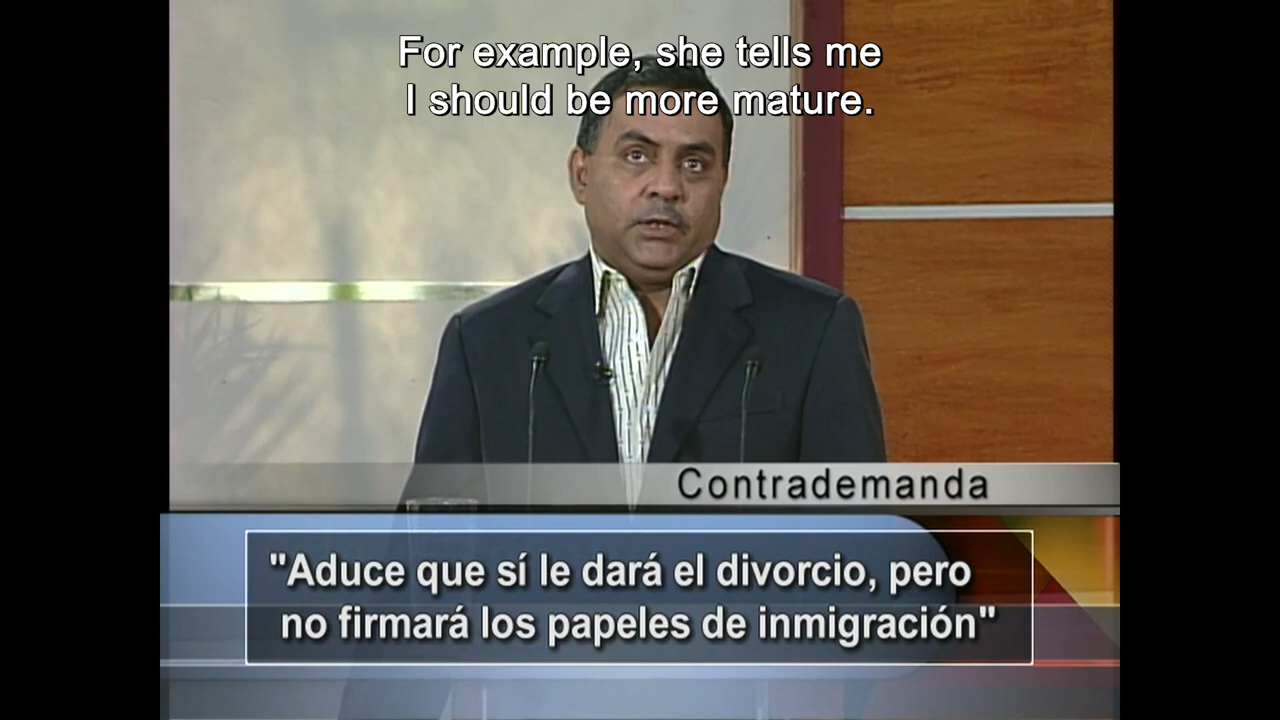 For example, she tells me
I should be more mature.
Contrademanda
"Aduce que sí le dará el divorcio, pero
no firmará los papeles de inmigración"